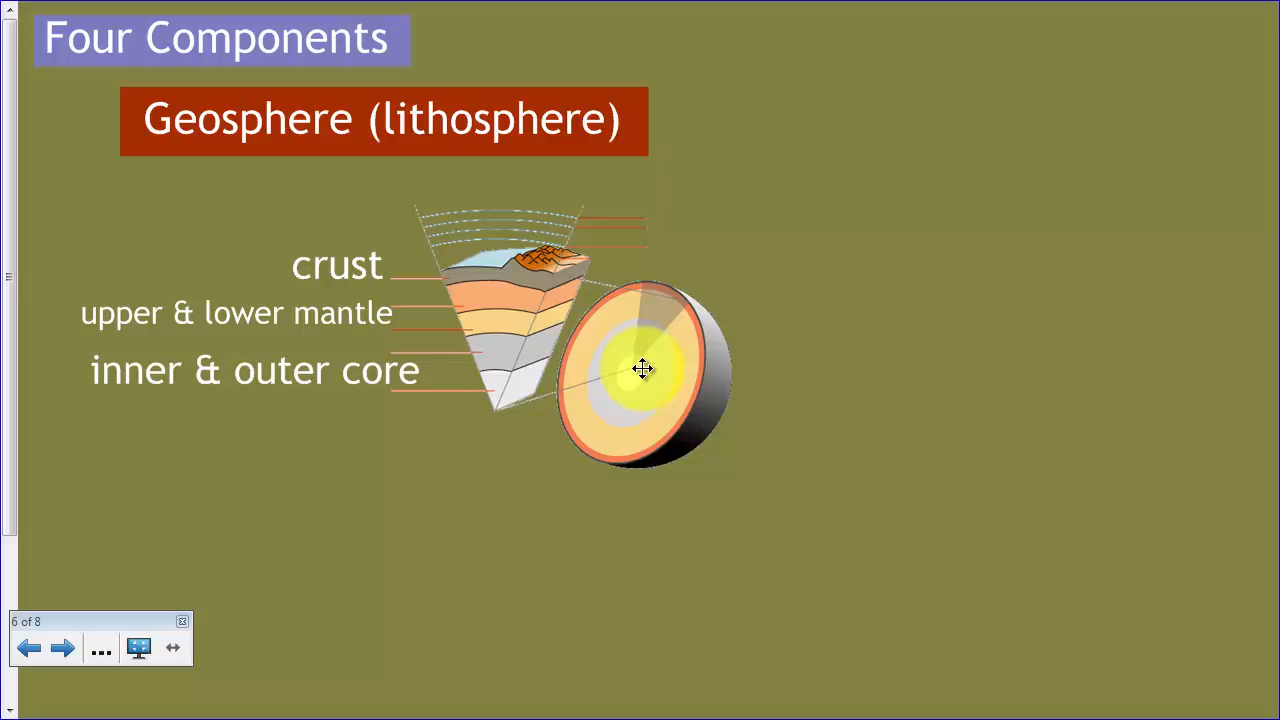 Four Components
Geosphere (lithosphere)
crust
upper & lower mantle
inner & outer core
6 of 8
...